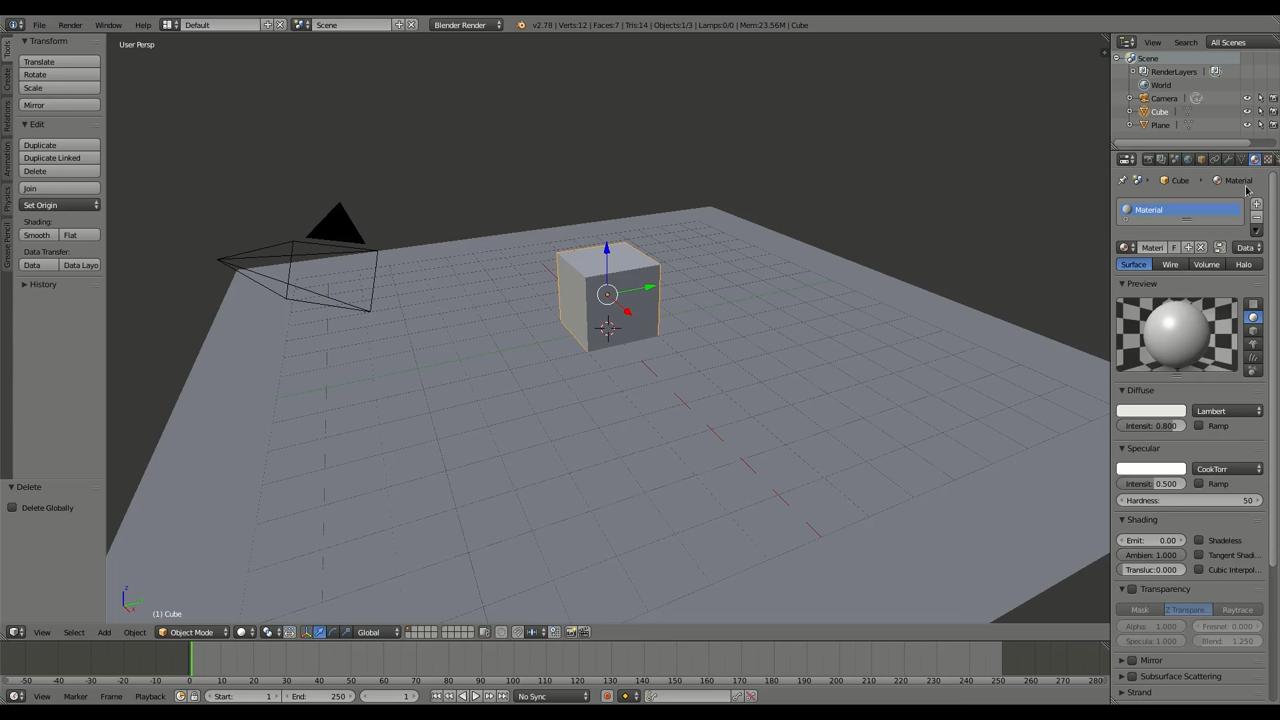 File Render Window Help Default Scene Blender Render v2.78 | Verts:12 | Faces:7 | Tris:14 | Objects:1/3 | Lamps:0/0 | Mem:23.56M | Cube
Tools
Create
Relations
Animation
Physics
Grease Pencil
Transform
Translate
Rotate
Scale
Mirror
Edit
Duplicate
Duplicate Linked
Delete
Join
Set Origin
Shading:
Smooth Flat
Data Transfer:
Data Data Layo
History
Delete
Delete Globally
User Persp
z
(1) Cube
View Select Add Object Object Mode Global
-50 -40 -30 -20 -10 0 10 20 30 40 50 60 70 80 90 100 110 120 130 140 150 160 170 180 190 200 210 220 230 240 250 260 270 280
View Marker Frame Playback Start: 1 End: 250 1 No Sync
View Search All Scenes
Scene
RenderLayers |
World
Camera |
Cube |
Plane |
Cube Material
Material
Materi F Data
Surface Wire Volume Halo
Preview
Diffuse
Lambert
Intensit: 0.800 Ramp
Specular
CookTorr
Intensit: 0.500 Ramp
Hardness: 50
Shading
Emit: 0.00 Shadeless
Ambien: 1.000 Tangent Shadi...
Transluc:0.000 Cubic Interpol...
Transparency
Mask Z Transpare... Raytrace
Alpha: 1.000 Fresnel: 0.000
Specula: 1.000 Blend: 1.250
Mirror
Subsurface Scattering
Strand